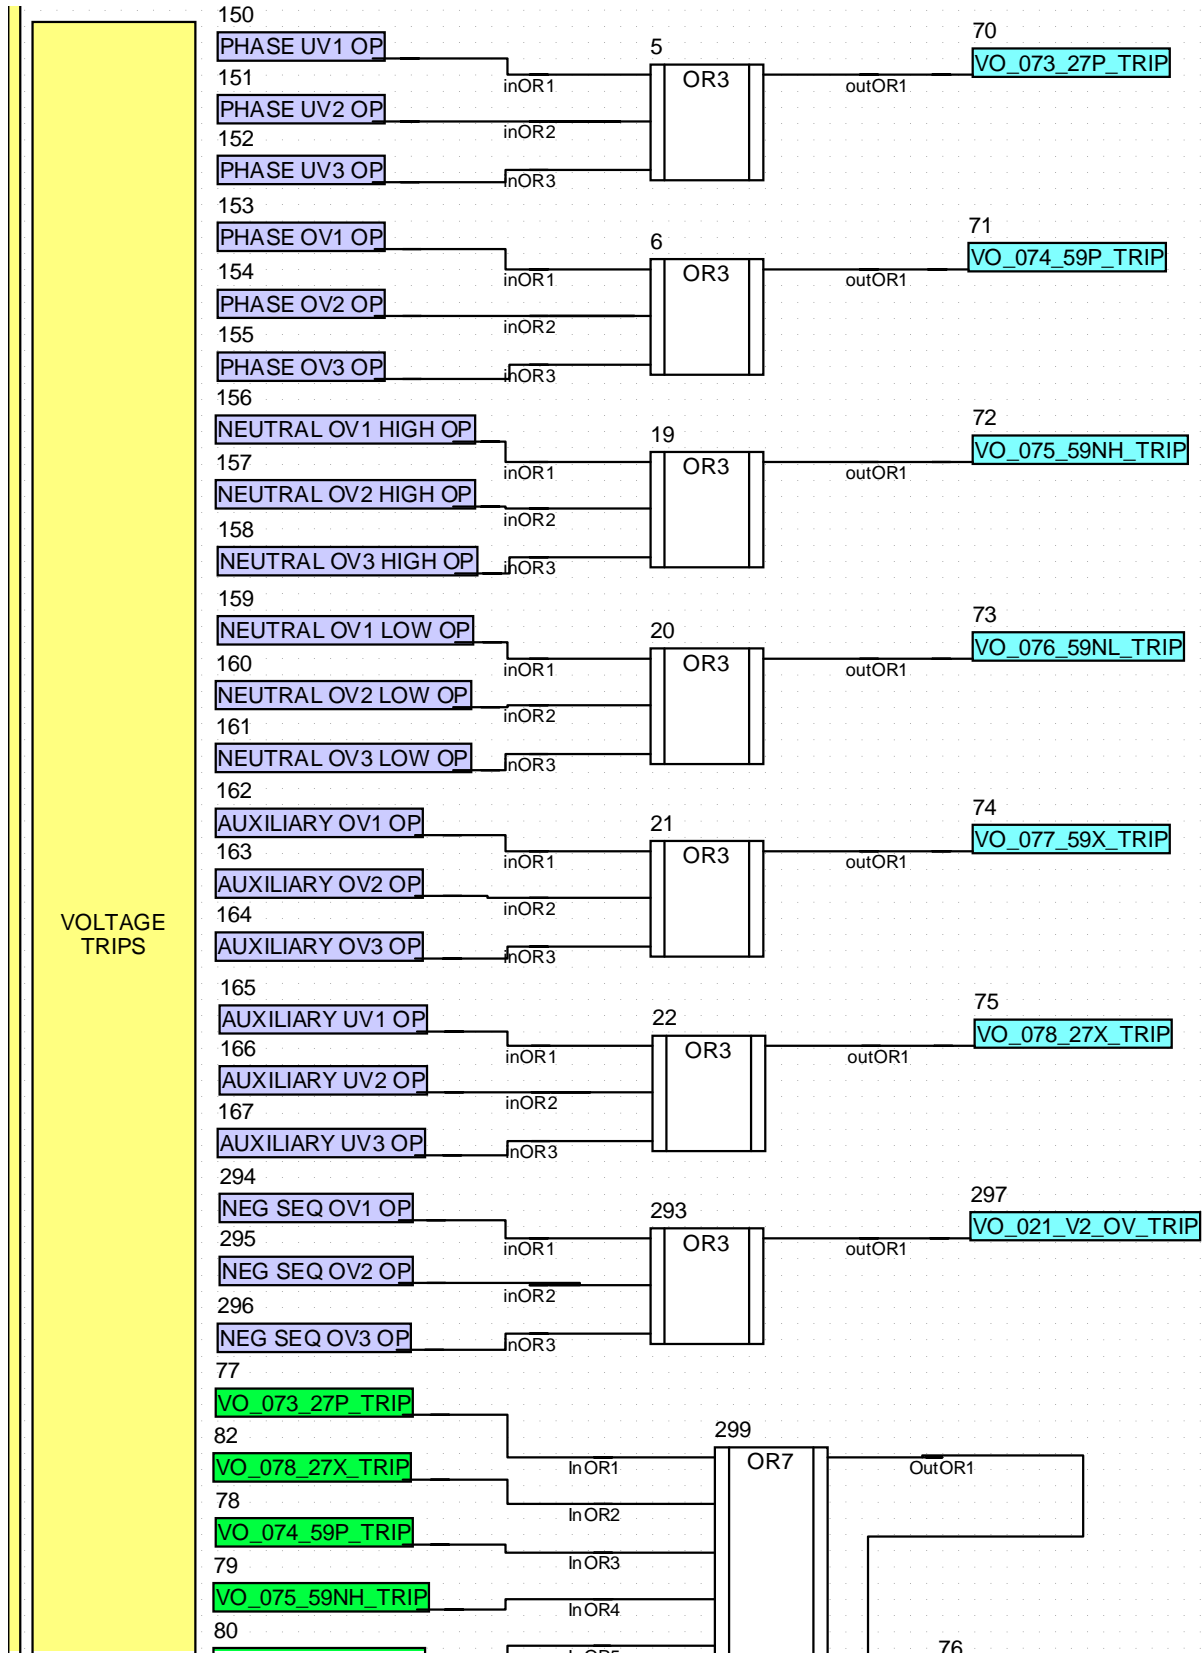 VOLTAGE
TRIPS
150
PHASE UV1 OP
151
PHASE UV2 OP
152
PHASE UV3 OP
inOR1
inOR2
inOR3
5
OR3
outOR1
70
VO_073_27P_TRIP
153
PHASE OV1 OP
154
PHASE OV2 OP
155
PHASE OV3 OP
inOR1
inOR2
inOR3
6
OR3
outOR1
71
VO_074_59P_TRIP
156
NEUTRAL OV1 HIGH OP
157
NEUTRAL OV2 HIGH OP
158
NEUTRAL OV3 HIGH OP
inOR1
inOR2
inOR3
19
OR3
outOR1
72
VO_075_59NH_TRIP
159
NEUTRAL OV1 LOW OP
160
NEUTRAL OV2 LOW OP
161
NEUTRAL OV3 LOW OP
inOR1
inOR2
inOR3
20
OR3
outOR1
73
VO_076_59NL_TRIP
162
AUXILIARY OV1 OP
163
AUXILIARY OV2 OP
164
AUXILIARY OV3 OP
inOR1
inOR2
inOR3
21
OR3
outOR1
74
VO_077_59X_TRIP
165
AUXILIARY UV1 OP
166
AUXILIARY UV2 OP
167
AUXILIARY UV3 OP
inOR1
inOR2
inOR3
22
OR3
outOR1
75
VO_078_27X_TRIP
294
NEG SEQ OV1 OP
295
NEG SEQ OV2 OP
296
NEG SEQ OV3 OP
inOR1
inOR2
inOR3
293
OR3
outOR1
297
VO_021_V2_OV_TRIP
77
VO_073_27P_TRIP
82
VO_078_27X_TRIP
78
VO_074_59P_TRIP
79
VO_075_59NH_TRIP
80
InOR1
InOR2
InOR3
InOR4
299
OR7
OutOR1
76